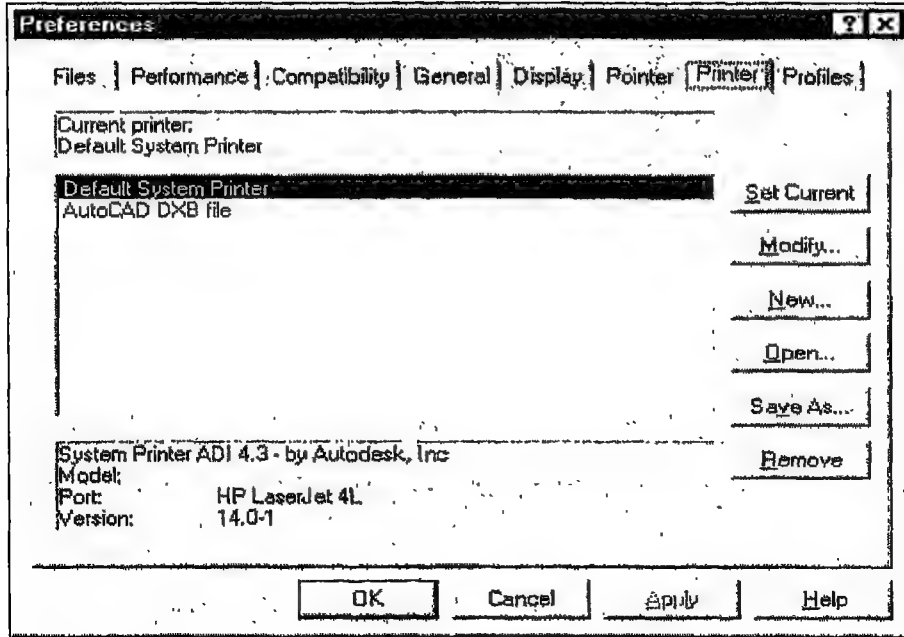 Preferences ? ×
Files Performance Compatibility General Display Pointer Printer Profiles
Current printer:
Default System Printer
Default System Printer
AutoCAD DXB file
Set Current
Modify...
New...
Open...
Save As...
Remove
System Printer ADI 4.3 - by Autodesk, Inc
Model:
Port: HP LaserJet 4L
Version: 14.0-1
OK Cancel Apply Help